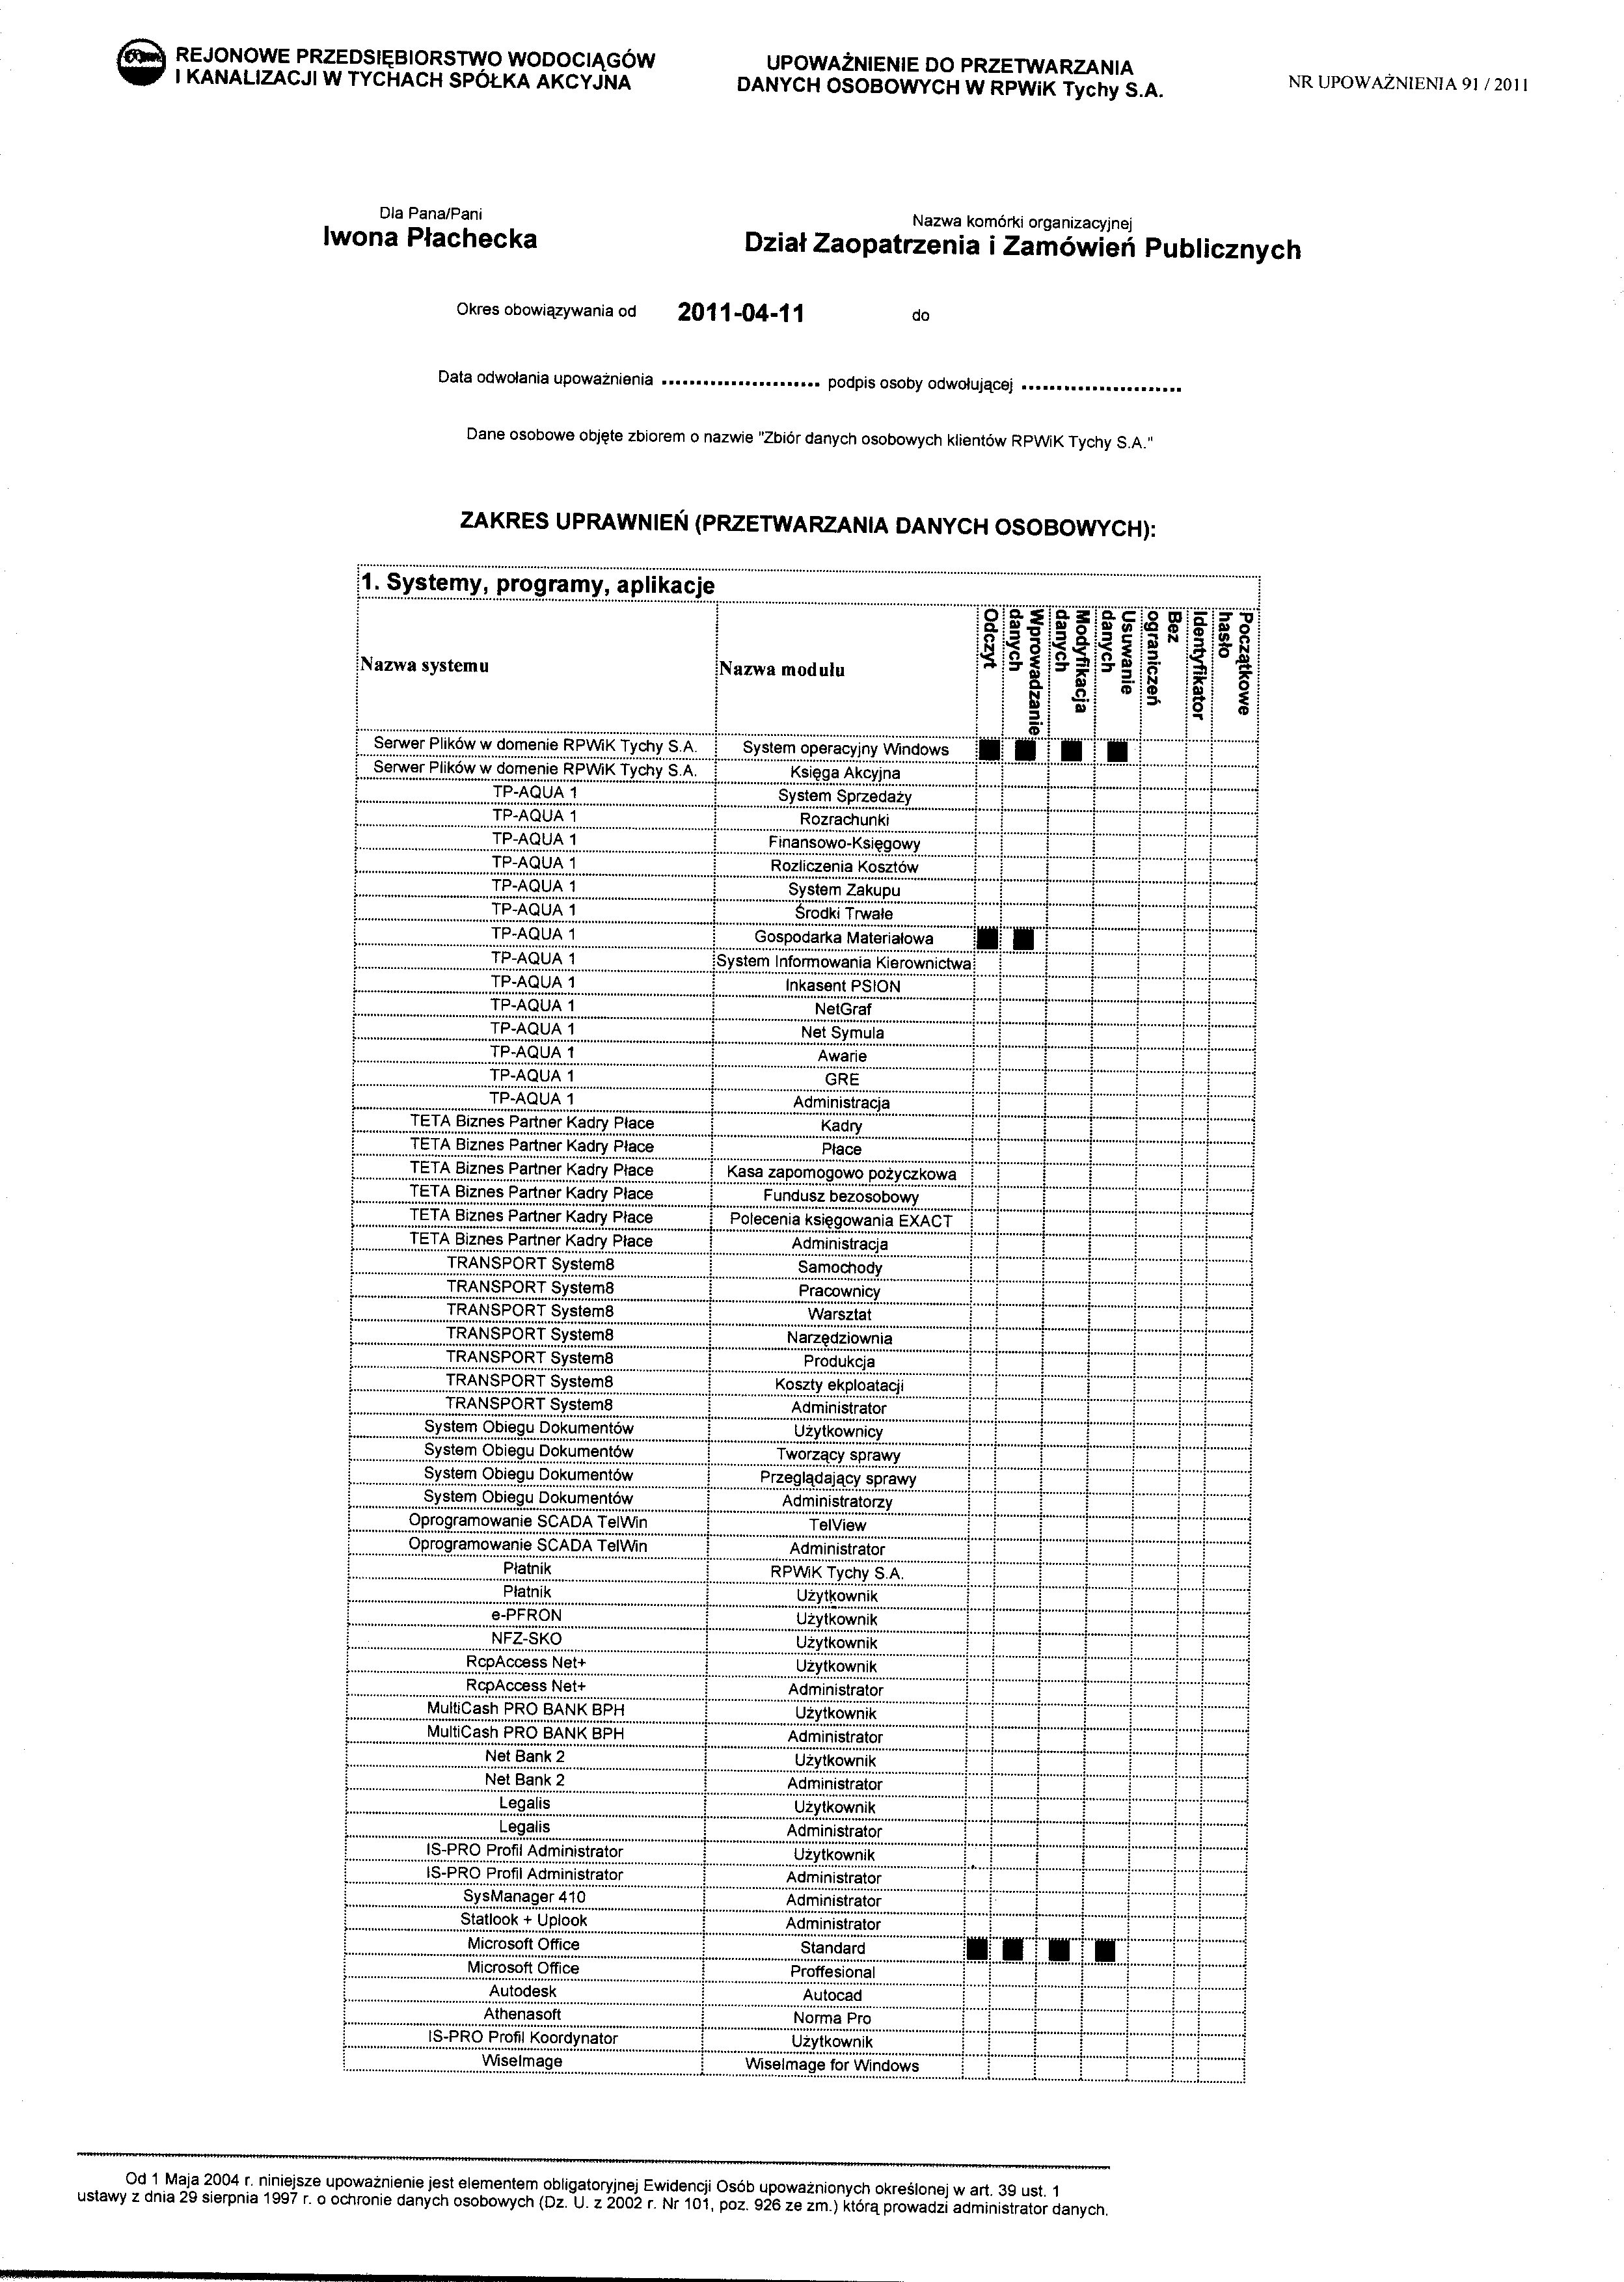 REJONOWE PRZEDSIĘBIORSTWO WODOCIĄGÓW
I KANALIZACJI W TYCHACH SPÓŁKA AKCYJNA
UPOWAŻNIENIE DO PRZETWARZANIA
DANYCH OSOBOWYCH W RPWiK Tychy S.A.
NR UPOWAŻNIENIA 91 / 2011
Dla Pana/Pani
Iwona Płachecka
Nazwa komórki organizacyjnej
Dział Zaopatrzenia i Zamówień Publicznych
Okres obowiązywania od 2011-04-11 do
Data odwołania upoważnienia ....................... podpis osoby odwołującej .......................
Dane osobowe objęte zbiorem o nazwie "Zbiór danych osobowych klientów RPWiK Tychy S.A."
ZAKRES UPRAWNIEŃ (PRZETWARZANIA DANYCH OSOBOWYCH):
1. Systemy, programy, aplikacje
Nazwa systemu
Nazwa modułu
Odczyt
Wprowadzanie
danych
Modyfikacja
danych
Usuwanie
danych
Bez
ograniczeń
Identyfikator
Początkowe
hasło
Serwer Plików w domenie RPWiK Tychy S.A. System operacyjny Windows
Serwer Plików w domenie RPWiK Tychy S.A. Księga Akcyjna
TP-AQUA 1 System Sprzedaży
TP-AQUA 1 Rozrachunki
TP-AQUA 1 Finansowo-Księgowy
TP-AQUA 1 Rozliczenia Kosztów
TP-AQUA 1 System Zakupu
TP-AQUA 1 Środki Trwałe
TP-AQUA 1 Gospodarka Materiałowa
TP-AQUA 1 System Informowania Kierownictwa
TP-AQUA 1 Inkasent PSION
TP-AQUA 1 NetGraf
TP-AQUA 1 Net Symula
TP-AQUA 1 Awarie
TP-AQUA 1 GRE
TP-AQUA 1 Administracja
TETA Biznes Partner Kadry Płace Kadry
TETA Biznes Partner Kadry Płace Płace
TETA Biznes Partner Kadry Płace Kasa zapomogowo pożyczkowa
TETA Biznes Partner Kadry Płace Fundusz bezosobowy
TETA Biznes Partner Kadry Płace Polecenia księgowania EXACT
TETA Biznes Partner Kadry Płace Administracja
TRANSPORT System8 Samochody
TRANSPORT System8 Pracownicy
TRANSPORT System8 Warsztat
TRANSPORT System8 Narzędziownia
TRANSPORT System8 Produkcja
TRANSPORT System8 Koszty ekploatacji
TRANSPORT System8 Administrator
System Obiegu Dokumentów Użytkownicy
System Obiegu Dokumentów Tworzący sprawy
System Obiegu Dokumentów Przeglądający sprawy
System Obiegu Dokumentów Administratorzy
Oprogramowanie SCADA TelWin TelView
Oprogramowanie SCADA TelWin Administrator
Płatnik RPWiK Tychy S.A.
Płatnik Użytkownik
e-PFRON Użytkownik
NFZ-SKO Użytkownik
RcpAccess Net+ Użytkownik
RcpAccess Net+ Administrator
MultiCash PRO BANK BPH Użytkownik
MultiCash PRO BANK BPH Administrator
Net Bank 2 Użytkownik
Net Bank 2 Administrator
Legalis Użytkownik
Legalis Administrator
IS-PRO Profil Administrator Użytkownik
IS-PRO Profil Administrator Administrator
SysManager 410 Administrator
Statlook + Uplook Administrator
Microsoft Office Standard
Microsoft Office Proffesional
Autodesk Autocad
Athenasoft Norma Pro
IS-PRO Profil Koordynator Użytkownik
WiseImage WiseImage for Windows
Od 1 Maja 2004 r. niniejsze upoważnienie jest elementem obligatoryjnej Ewidencji Osób upoważnionych określonej w art. 39 ust. 1
ustawy z dnia 29 sierpnia 1997 r. o ochronie danych osobowych (Dz. U. z 2002 r. Nr 101, poz. 926 ze zm.) którą prowadzi administrator danych.